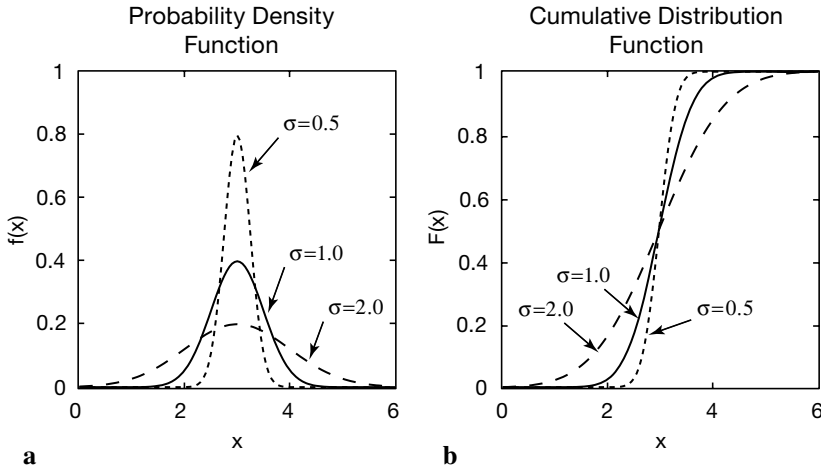 Probability Density
Function
1
0.8
0.6
0.4
0.2
0
f(x)
σ=0.5
σ=1.0
σ=2.0
0 2 4 6
x
a
Cumulative Distribution
Function
1
0.8
0.6
0.4
0.2
0
F(x)
σ=1.0
σ=2.0
σ=0.5
0 2 4 6
x
b